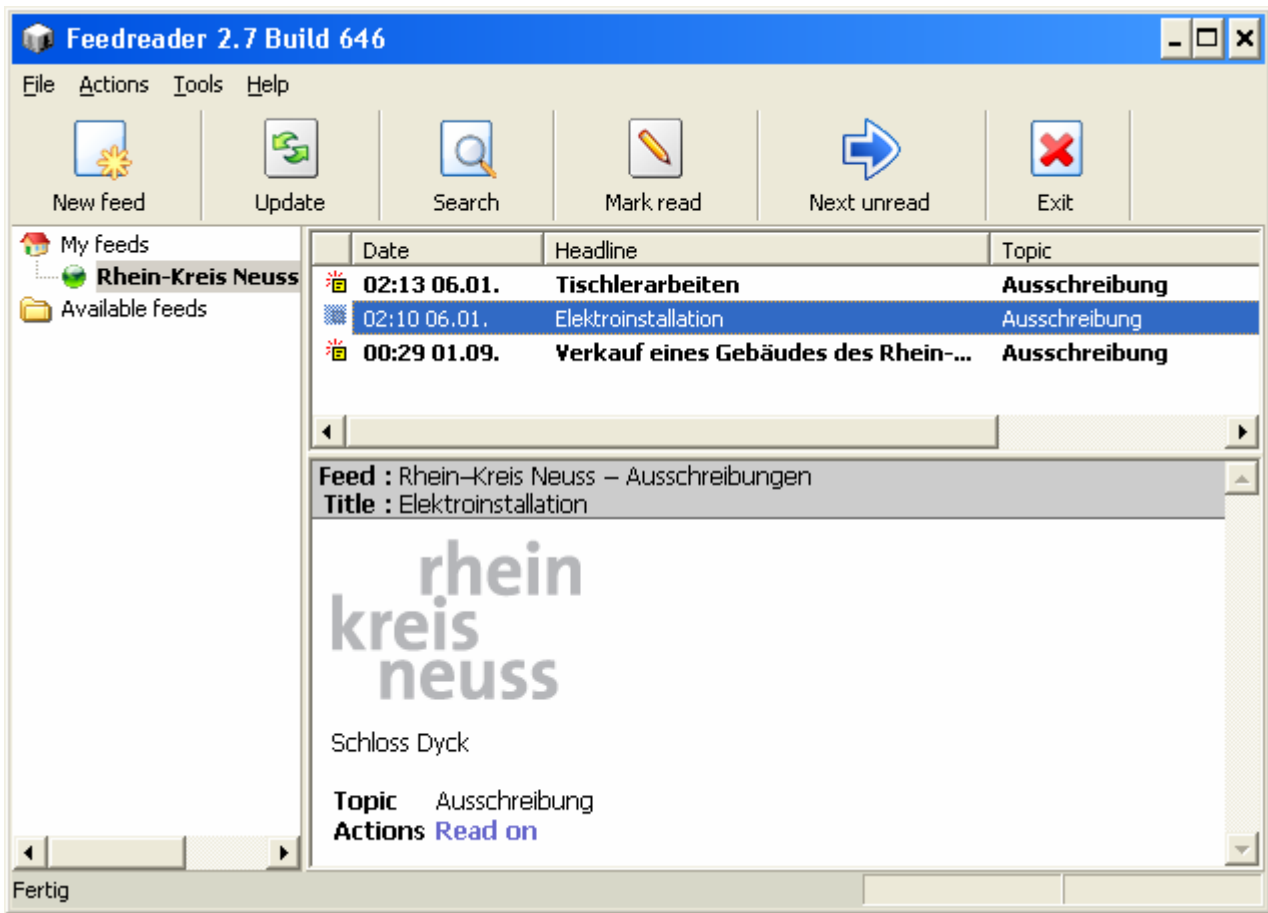 Feedreader 2.7 Build 646
File Actions Tools Help
New feed Update Search Mark read Next unread Exit
My feeds
Rhein-Kreis Neuss
Available feeds
Date Headline Topic
02:13 06.01. Tischlerarbeiten Ausschreibung
02:10 06.01. Elektroinstallation Ausschreibung
00:29 01.09. Verkauf eines Gebäudes des Rhein-... Ausschreibung
Feed : Rhein–Kreis Neuss – Ausschreibungen
Title : Elektroinstallation
rhein
kreis
neuss
Schloss Dyck
Topic Ausschreibung
Actions Read on
Fertig